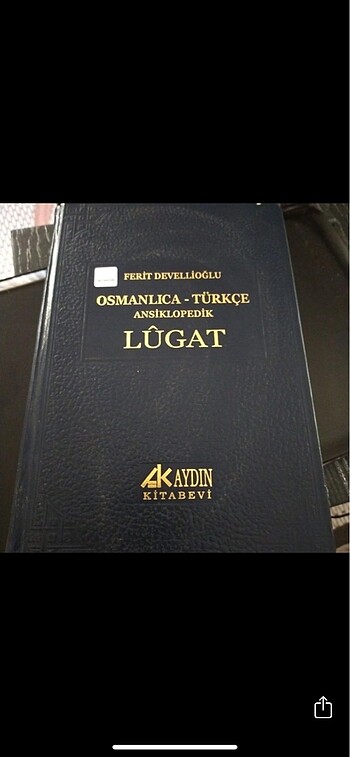 FERİT DEVELLİOĞLU
OSMANLICA - TÜRKÇE
ANSİKLOPEDİK
LÛGAT
AYDIN
KİTABEVİ